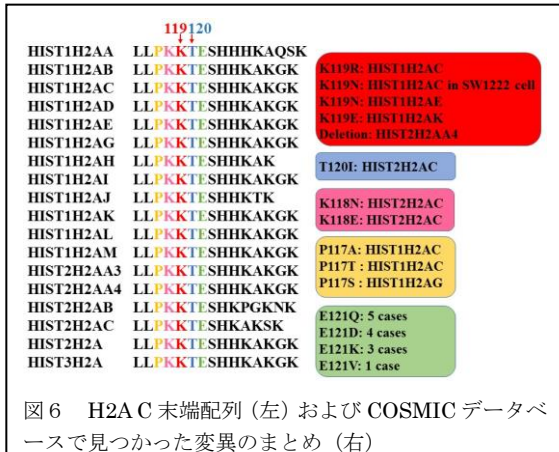 119 120
HIST1H2AA LLPKKTESHHHKAQSK
HIST1H2AB LLPKKTESHHKAKGK
HIST1H2AC LLPKKTESHHKAKGK
HIST1H2AD LLPKKTESHHKAKGK
HIST1H2AE LLPKKTESHHKAKGK
HIST1H2AG LLPKKTESHHKAKGK
HIST1H2AH LLPKKTESHHKAK
HIST1H2AI LLPKKTESHHKAKGK
HIST1H2AJ LLPKKTESHHKTK
HIST1H2AK LLPKKTESHHKAKGK
HIST1H2AL LLPKKTESHHKAKGK
HIST1H2AM LLPKKTESHHKAKGK
HIST2H2AA3 LLPKKTESHHKAKGK
HIST2H2AA4 LLPKKTESHHKAKGK
HIST2H2AB LLPKKTESHKPGKNK
HIST2H2AC LLPKKTESHKAKSK
HIST2H2A LLPKKTESHHKAKGK
HIST3H2A LLPKKTESHHKAKGK
K119R: HIST1H2AC
K119N: HIST1H2AC in SW1222 cell
K119N: HIST1H2AE
K119E: HIST1H2AK
Deletion: HIST2HAA4
T120I: HIST2H2AC
K118N: HIST2H2AC
K118E: HIST2H2AC
P117A: HIST1H2AC
P117T : HIST1H2AC
P117S : HIST1H2AG
E121Q: 5 cases
E121D: 4 cases
E121K: 3 cases
E121V: 1 case
図６ H2A C 末端配列（左）および COSMIC データベ
ースで見つかった変異のまとめ（右）